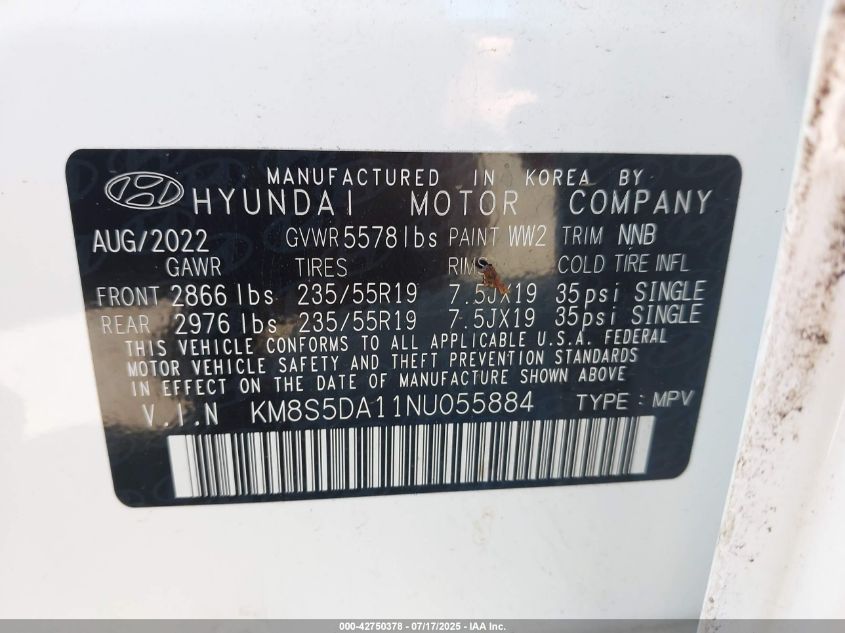 MANUFACTURED IN KOREA BY
HYUNDAI MOTOR COMPANY
AUG/2022 GVWR 5578 lbs PAINT WW2 TRIM NNB
GAWR TIRES RIMS COLD TIRE INFL
FRONT 2866 lbs 235/55R19 7.5JX19 35psi SINGLE
REAR 2976 lbs 235/55R19 7.5JX19 35psi SINGLE
THIS VEHICLE CONFORMS TO ALL APPLICABLE U.S.A. FEDERAL
MOTOR VEHICLE SAFETY AND THEFT PREVENTION STANDARDS
IN EFFECT ON THE DATE OF MANUFACTURE SHOWN ABOVE
V.I.N KM8S5DA11NU055884 TYPE : MPV
000-42750378 - 07/17/2025 - IAA Inc.